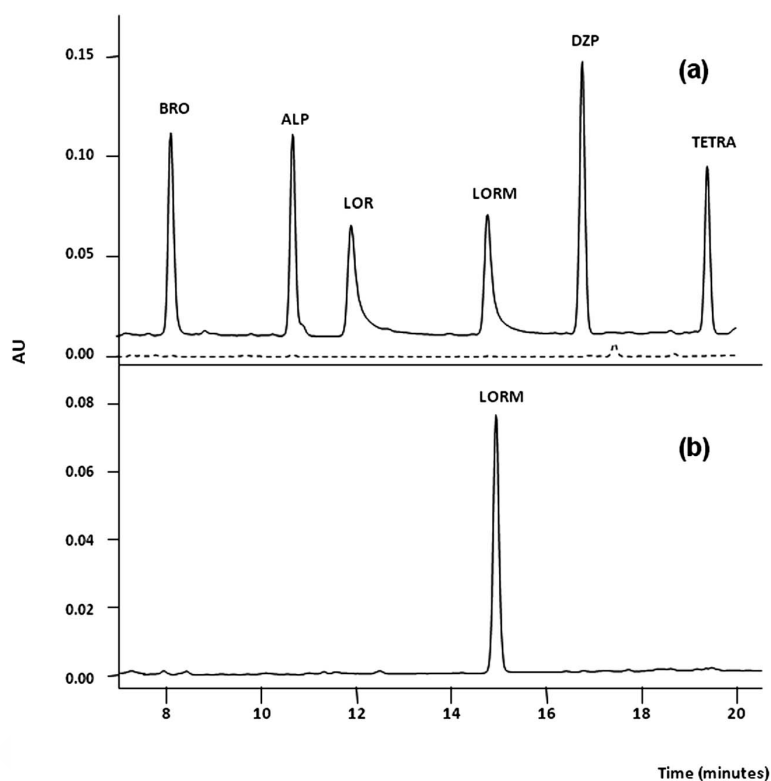 DZP
(a)
0.15
BRO
ALP
TETRA
0.10
LOR
LORM
0.05
0.00
AU
LORM
0.08
(b)
0.06
0.04
0.02
0.00
8 10 12 14 16 18 20
Time (minutes)